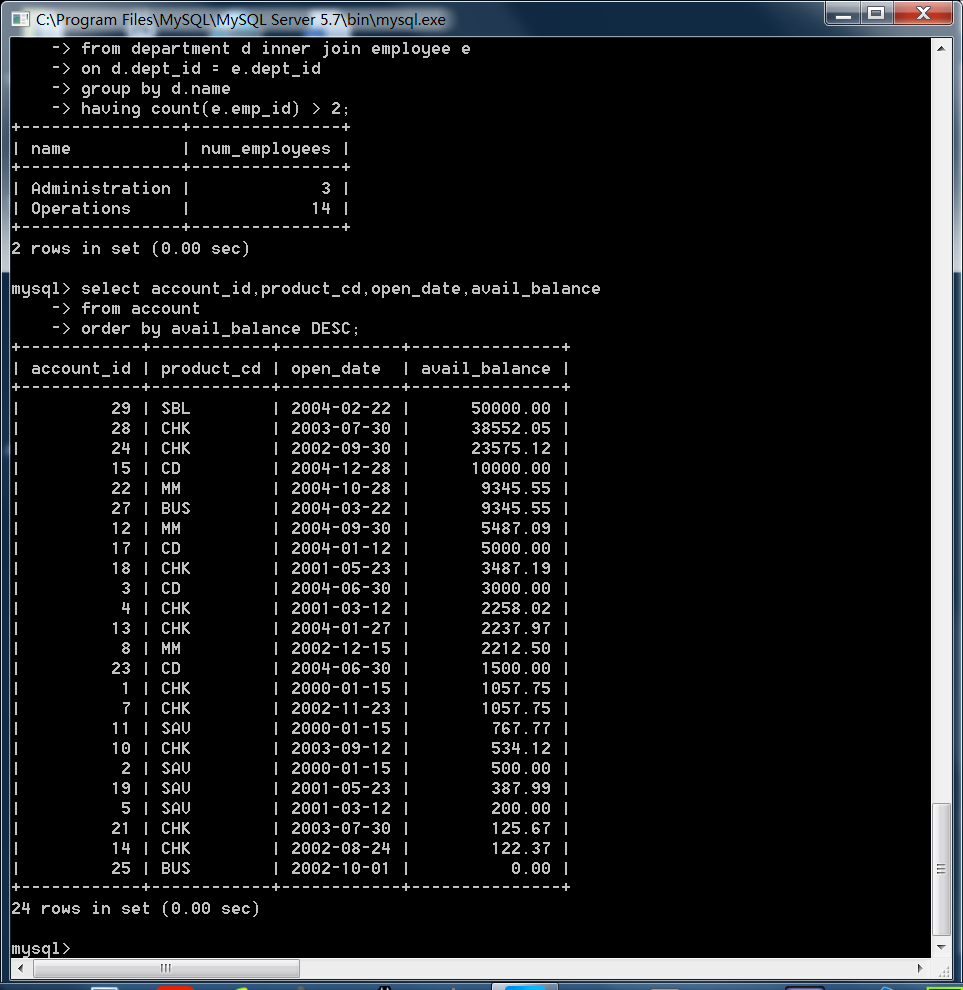 C:\Program Files\MySQL\MySQL Server 5.7\bin\mysql.exe
    -> from department d inner join employee e
    -> on d.dept_id = e.dept_id
    -> group by d.name
    -> having count(e.emp_id) > 2;
+----------------+---------------+
| name           | num_employees |
+----------------+---------------+
| Administration |             3 |
| Operations     |            14 |
+----------------+---------------+
2 rows in set (0.00 sec)

mysql> select account_id,product_cd,open_date,avail_balance
    -> from account
    -> order by avail_balance DESC;
+------------+------------+------------+---------------+
| account_id | product_cd | open_date  | avail_balance |
+------------+------------+------------+---------------+
|         29 | SBL        | 2004-02-22 |      50000.00 |
|         28 | CHK        | 2003-07-30 |      38552.05 |
|         24 | CHK        | 2002-09-30 |      23575.12 |
|         15 | CD         | 2004-12-28 |      10000.00 |
|         22 | MM         | 2004-10-28 |       9345.55 |
|         27 | BUS        | 2004-03-22 |       9345.55 |
|         12 | MM         | 2004-09-30 |       5487.09 |
|         17 | CD         | 2004-01-12 |       5000.00 |
|         18 | CHK        | 2001-05-23 |       3487.19 |
|          3 | CD         | 2004-06-30 |       3000.00 |
|          4 | CHK        | 2001-03-12 |       2258.02 |
|         13 | CHK        | 2004-01-27 |       2237.97 |
|          8 | MM         | 2002-12-15 |       2212.50 |
|         23 | CD         | 2004-06-30 |       1500.00 |
|          1 | CHK        | 2000-01-15 |       1057.75 |
|          7 | CHK        | 2002-11-23 |       1057.75 |
|         11 | SAV        | 2000-01-15 |        767.77 |
|         10 | CHK        | 2003-09-12 |        534.12 |
|          2 | SAV        | 2000-01-15 |        500.00 |
|         19 | SAV        | 2001-05-23 |        387.99 |
|          5 | SAV        | 2001-03-12 |        200.00 |
|         21 | CHK        | 2003-07-30 |        125.67 |
|         14 | CHK        | 2002-08-24 |        122.37 |
|         25 | BUS        | 2002-10-01 |          0.00 |
+------------+------------+------------+---------------+
24 rows in set (0.00 sec)

mysql>